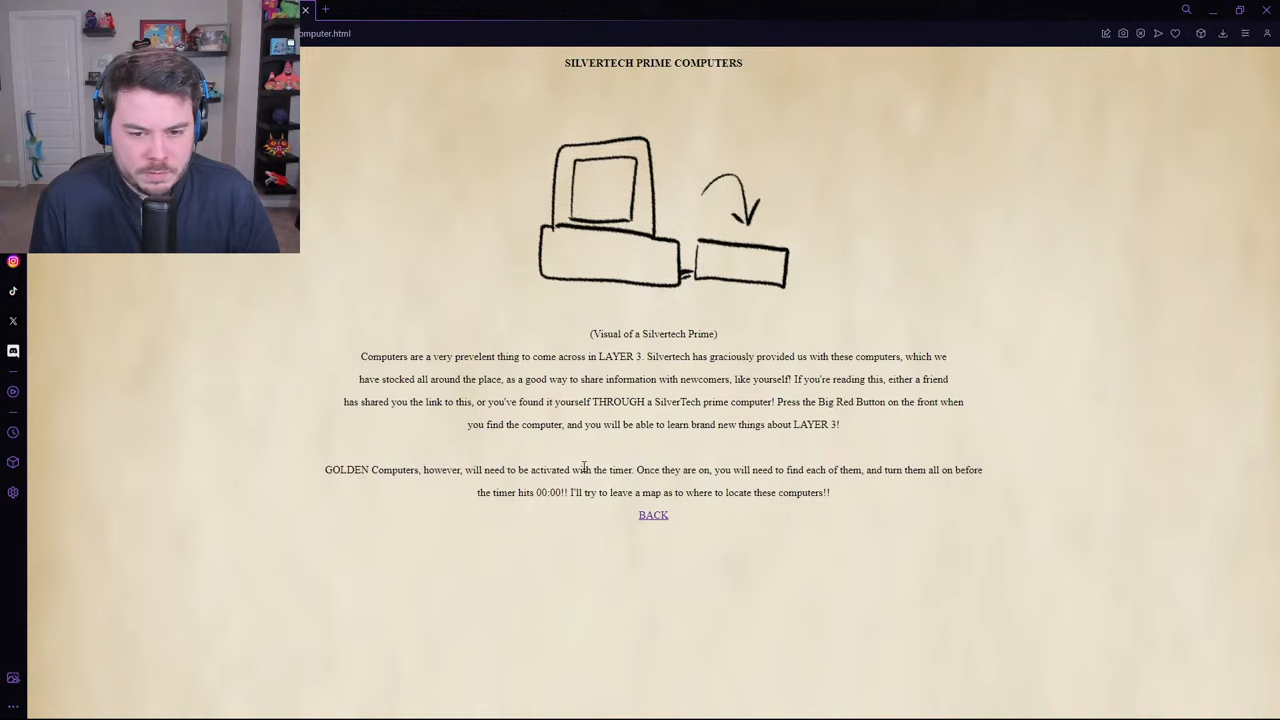 omputer.html
SILVERTECH PRIME COMPUTERS
(Visual of a Silvertech Prime)
Computers are a very prevelent thing to come across in LAYER 3. Silvertech has graciously provided us with these computers, which we
have stocked all around the place, as a good way to share information with newcomers, like yourself! If you're reading this, either a friend
has shared you the link to this, or you've found it yourself THROUGH a SilverTech prime computer! Press the Big Red Button on the front when
you find the computer, and you will be able to learn brand new things about LAYER 3!
GOLDEN Computers, however, will need to be activated with the timer. Once they are on, you will need to find each of them, and turn them all on before
the timer hits 00:00!! I'll try to leave a map as to where to locate these computers!!
BACK